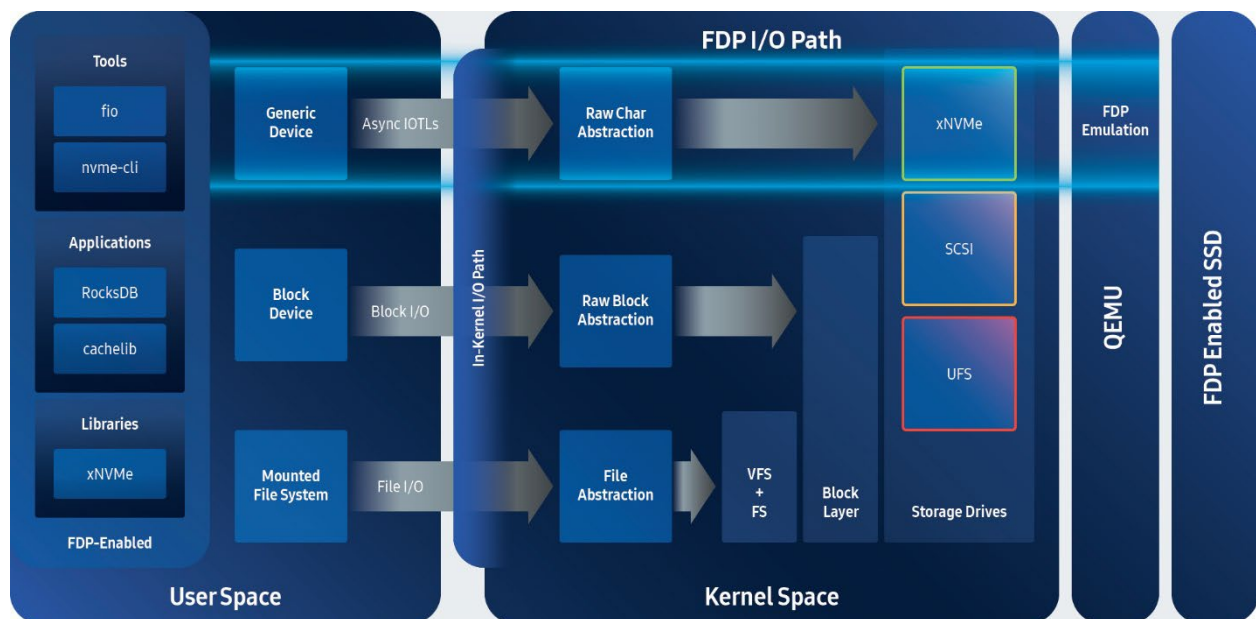 FDP I/O Path
Tools
fio
nvme-cli
Applications
RocksDB
cachelib
Libraries
xNVMe
FDP-Enabled
Generic
Device
Async IOTLs
Raw Char
Abstraction
xNVMe
FDP
Emulation
Block
Device
Block I/O
Raw Block
Abstraction
SCSI
UFS
Mounted
File System
File I/O
File
Abstraction
VFS
+
FS
Block
Layer
Storage Drives
In-Kernel I/O Path
QEMU
FDP Enabled SSD
User Space
Kernel Space